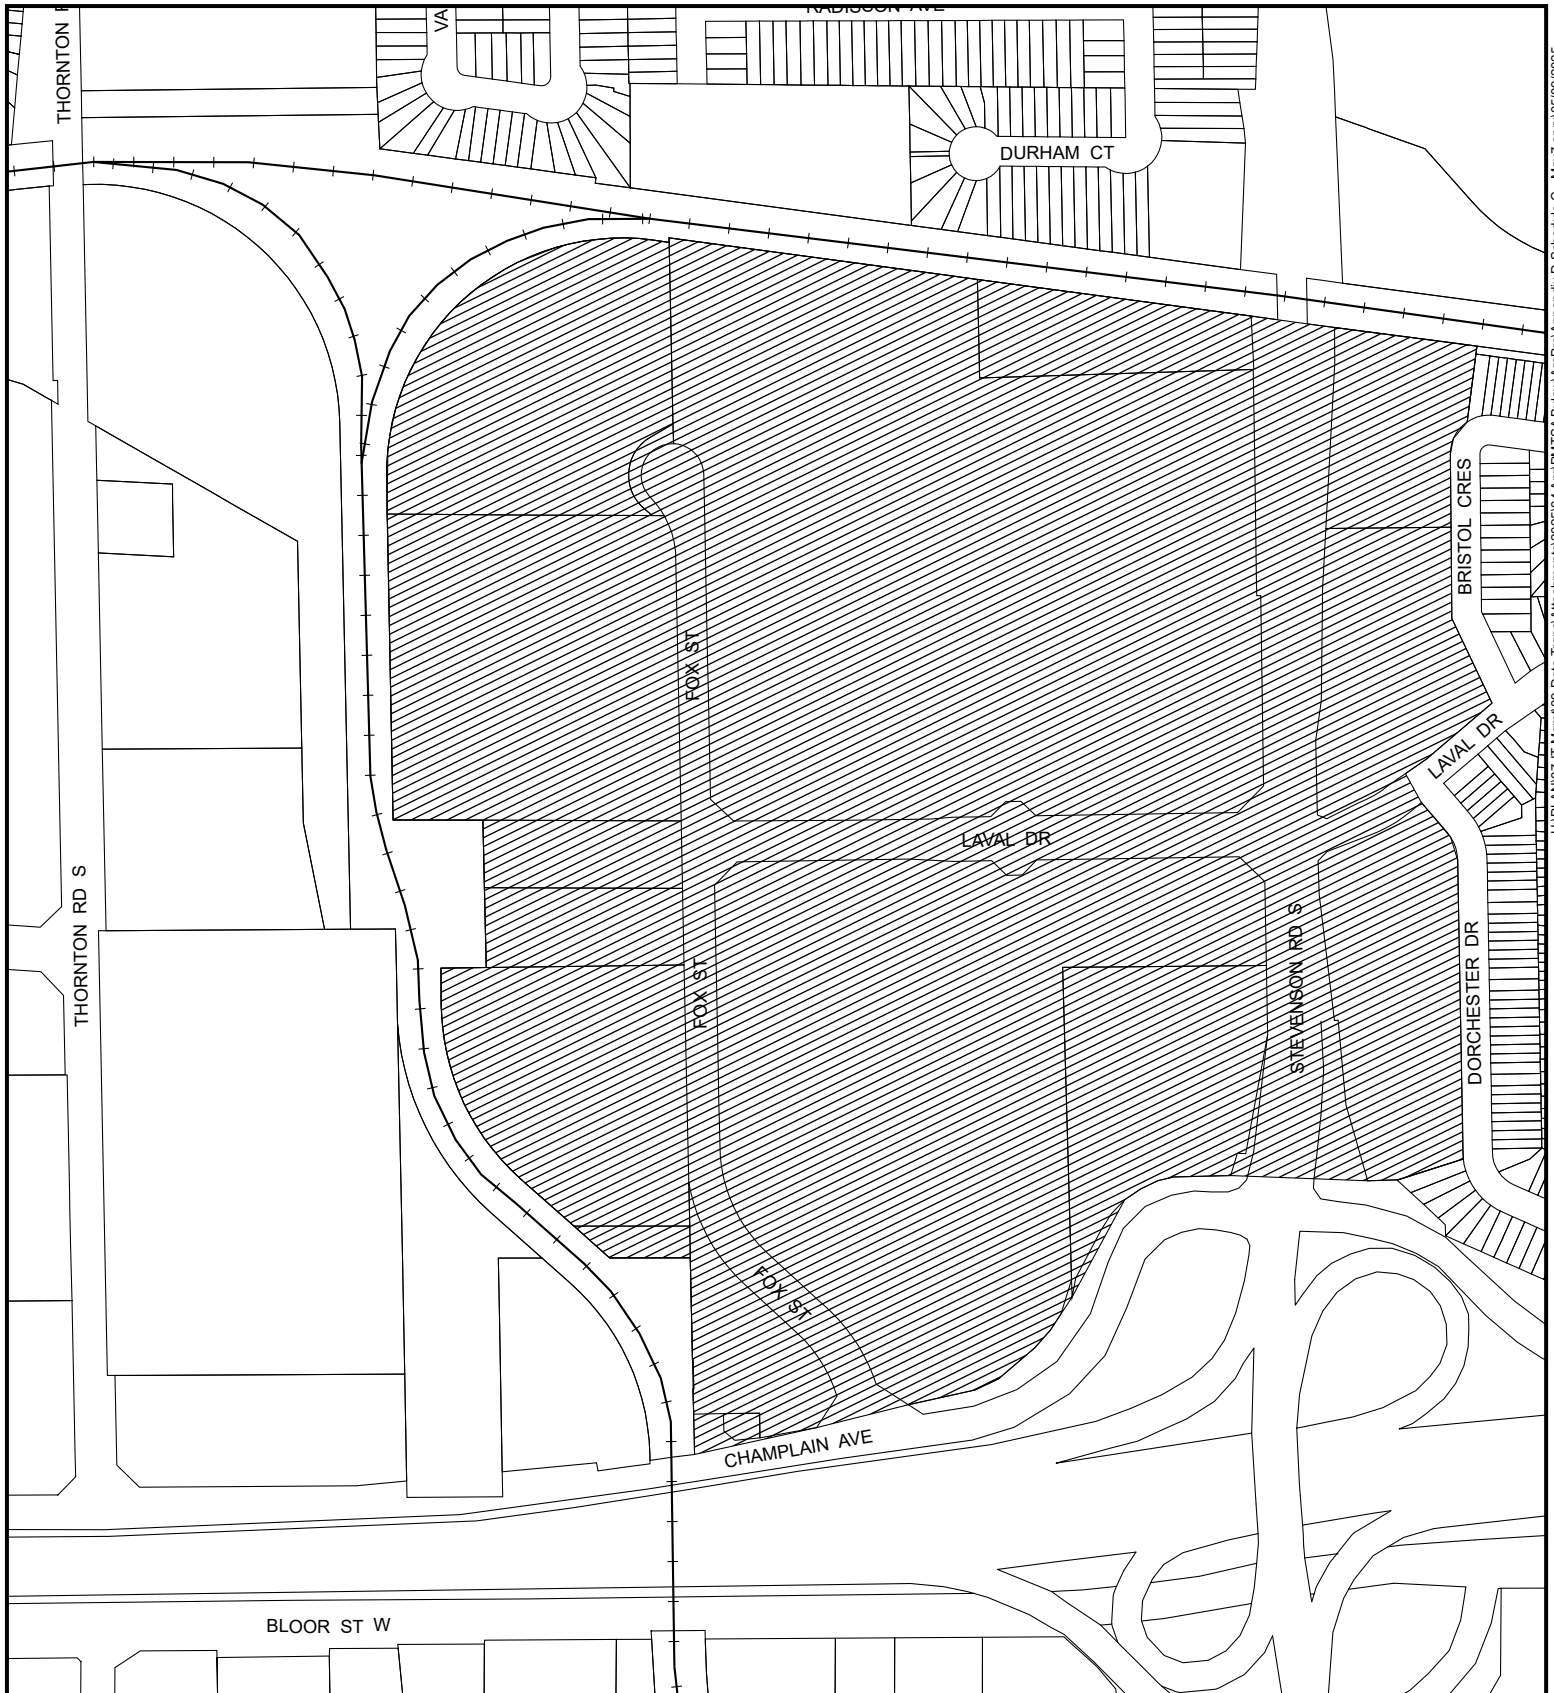 RADISSON AVE
THORNTON
VA
DURHAM CT
BRISTOL CRES
FOX ST
LAVAL DR
LAVAL DR
THORNTON RD S
FOX ST
STEVENSON RD S
DORCHESTER DR
FOX ST
CHAMPLAIN AVE
BLOOR ST W